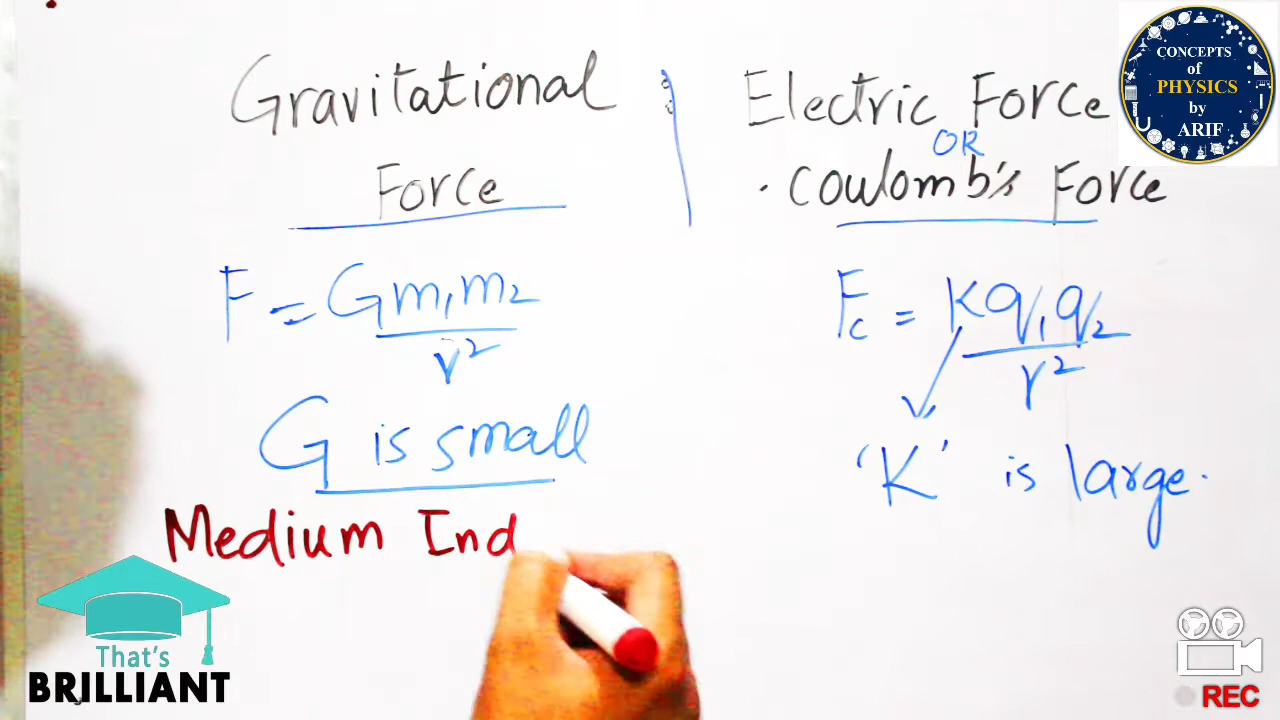 Gravitational
Force
F = Gm₁m₂
r²
G is small
Medium Ind
Electric Force
OR
. Coulomb's Force
Fc = Kq₁q₂
r²
'K' is large.
CONCEPTS
of
PHYSICS
by
ARIF
That's
BRILLIANT
REC